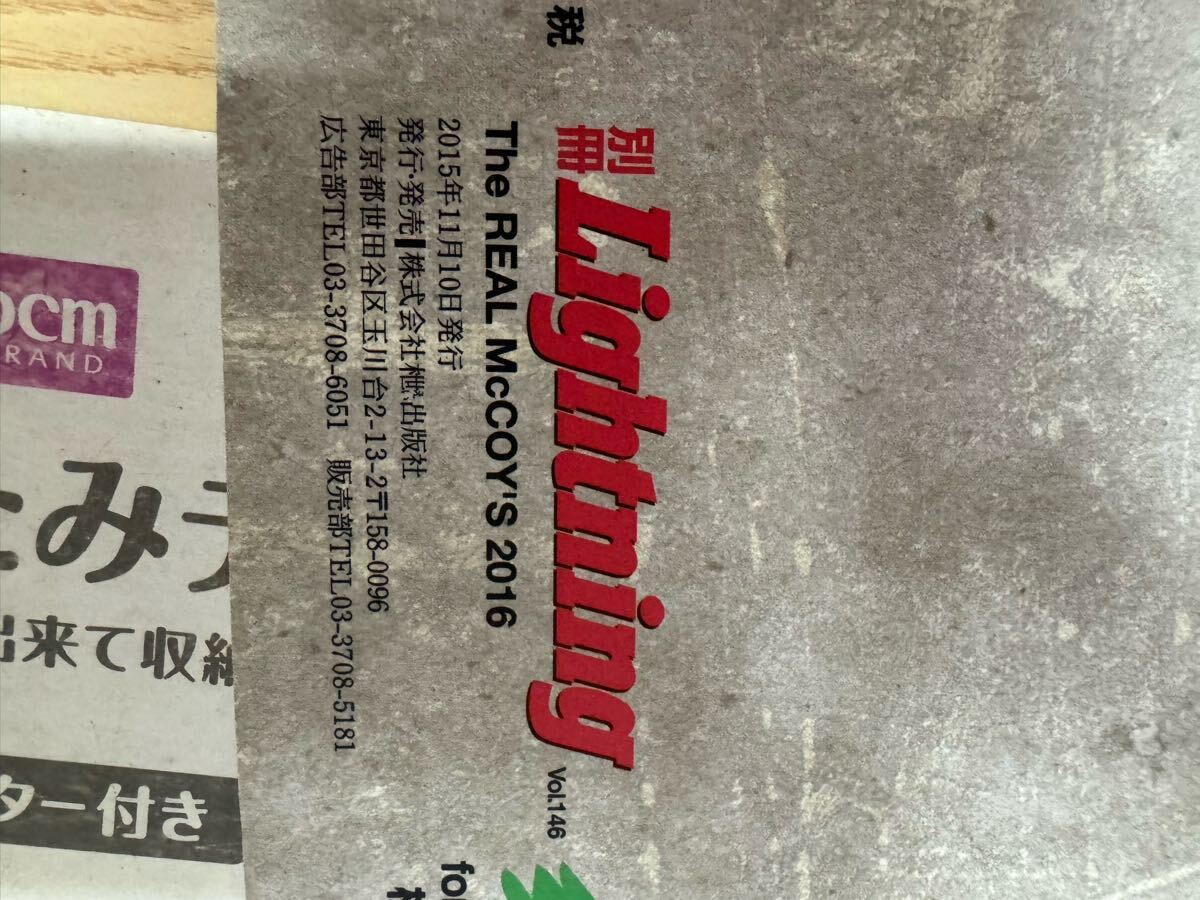 税
別冊 Lightning Vol.146
The REAL McCOY'S 2016
2015年11月10日発行
発行・発売┃株式会社枻出版社
東京都世田谷区玉川台2-13-2〒158-0096
広告部TEL03-3708-6051 販売部TEL03-3708-5181
fo
cm
RAND
み
出来て収納
ター付き